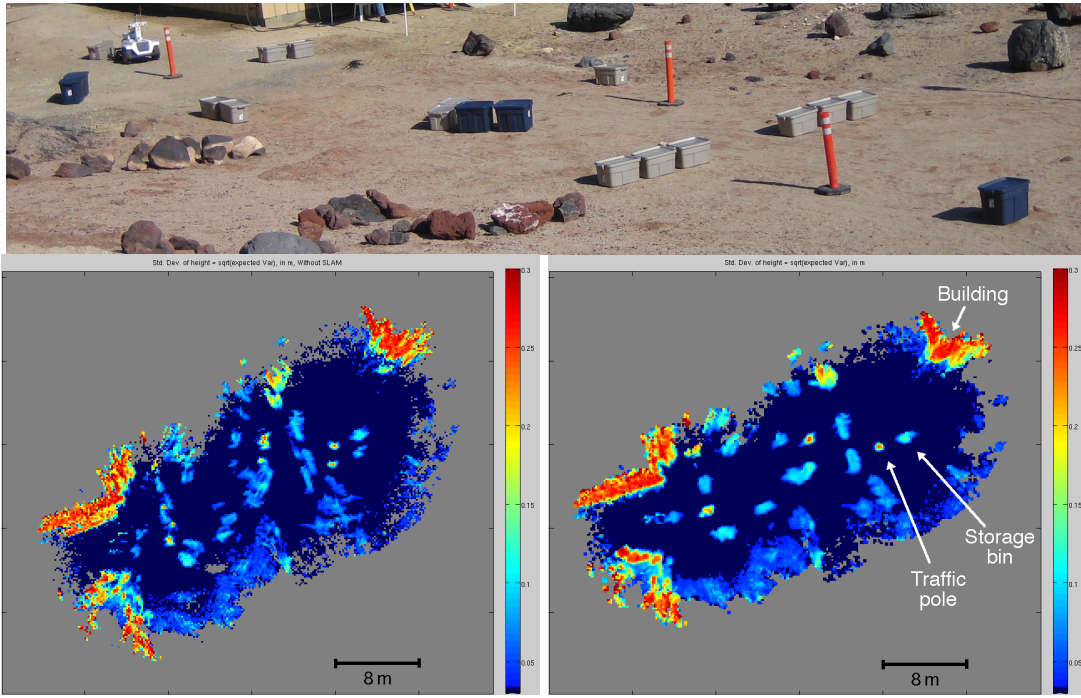 Std. Dev. of height = sqrt(expected Var), in m, Without SLAM
0.3
0.25
0.2
0.15
0.1
0.05
8 m
Std. Dev. of height = sqrt(expected Var), in m
0.3
0.25
0.2
0.15
0.1
0.05
Building
Storage
bin
Traffic
pole
8 m